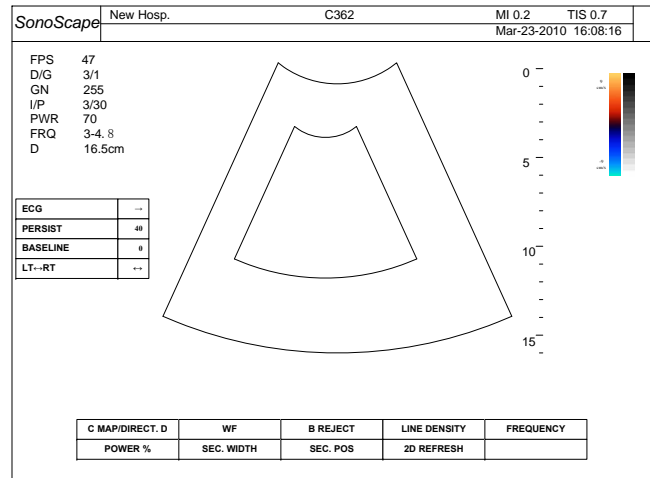 SonoScape New Hosp. C362 MI 0.2 TIS 0.7
Mar-23-2010 16:08:16
FPS 47
D/G 3/1
GN 255
I/P 3/30
PWR 70
FRQ 3-4. 8
D 16.5cm
0
5
10
15
ECG →
PERSIST 40
BASELINE 0
LT↔RT ↔
C MAP/DIRECT. D WF B REJECT LINE DENSITY FREQUENCY
POWER % SEC. WIDTH SEC. POS 2D REFRESH